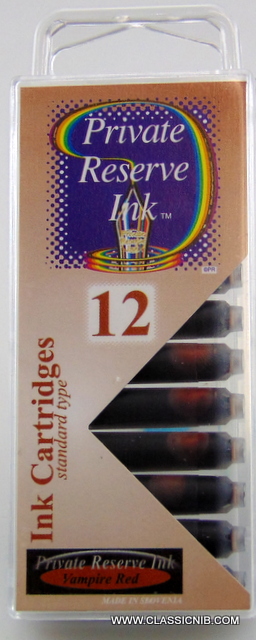 Private
Reserve
Ink™
BPR
12
Ink Cartridges
standard type
Private Reserve Ink
Vampire Red
MADE IN SLOVENIA
WWW.CLASSICNIB.COM